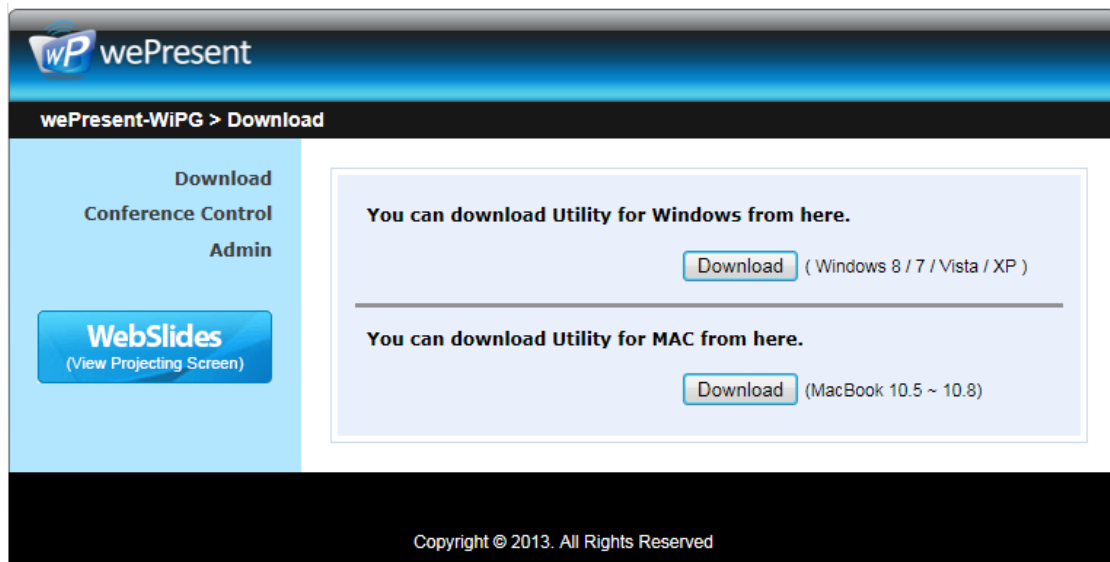 wP wePresent
wePresent-WiPG > Download
Download
Conference Control
Admin
WebSlides
(View Projecting Screen)
You can download Utility for Windows from here.
Download ( Windows 8 / 7 / Vista / XP )
You can download Utility for MAC from here.
Download (MacBook 10.5 ~ 10.8)
Copyright © 2013. All Rights Reserved